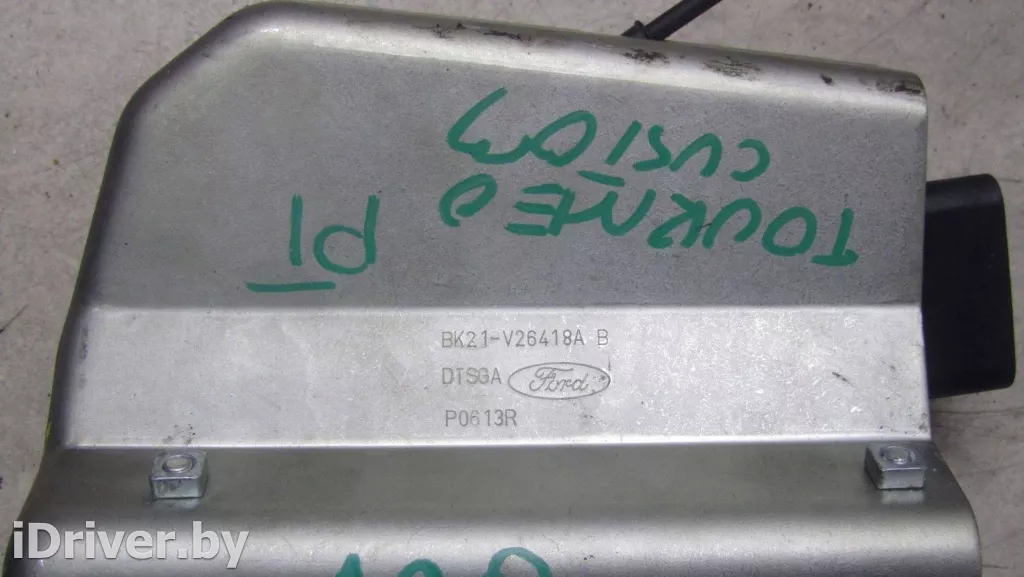 TOURNEO
CUSTOM
P1
BK21-V26418A B
DTSGA Ford
P0613R
iDriver.by